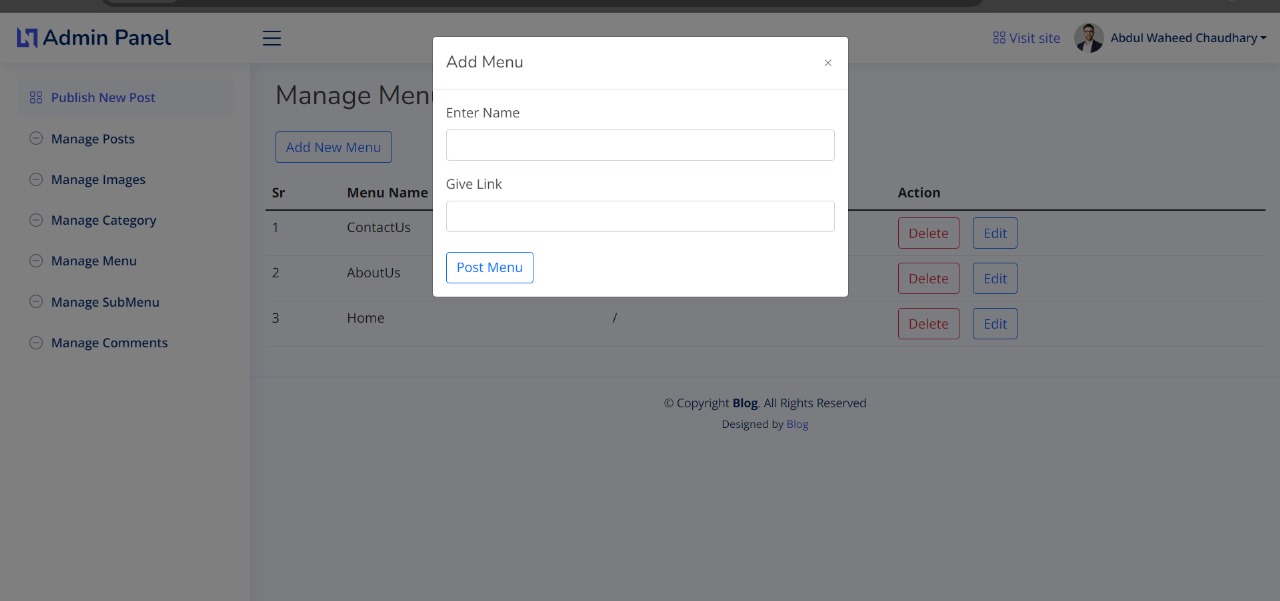 Admin Panel
Visit site
Abdul Waheed Chaudhary
Publish New Post
Manage Posts
Manage Images
Manage Category
Manage Menu
Manage SubMenu
Manage Comments
Manage Menu
Add New Menu
Sr Menu Name Action
1 ContactUs Delete Edit
2 AboutUs Delete Edit
3 Home / Delete Edit
Add Menu ×
Enter Name
Give Link
Post Menu
© Copyright Blog. All Rights Reserved
Designed by Blog